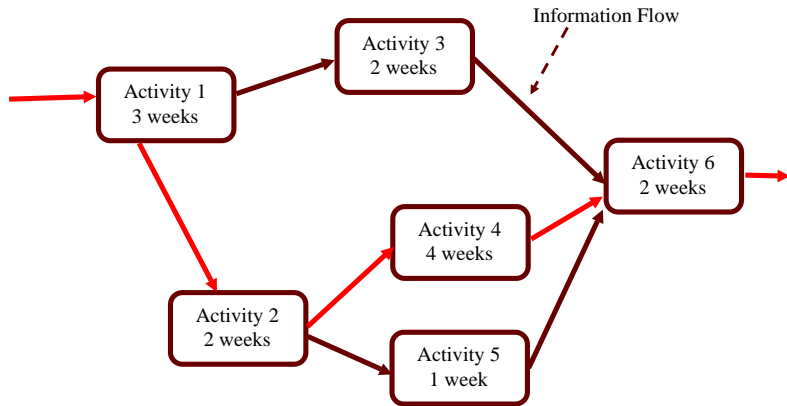 Information Flow
Activity 3
2 weeks
Activity 1
3 weeks
Activity 6
2 weeks
Activity 4
4 weeks
Activity 2
2 weeks
Activity 5
1 week